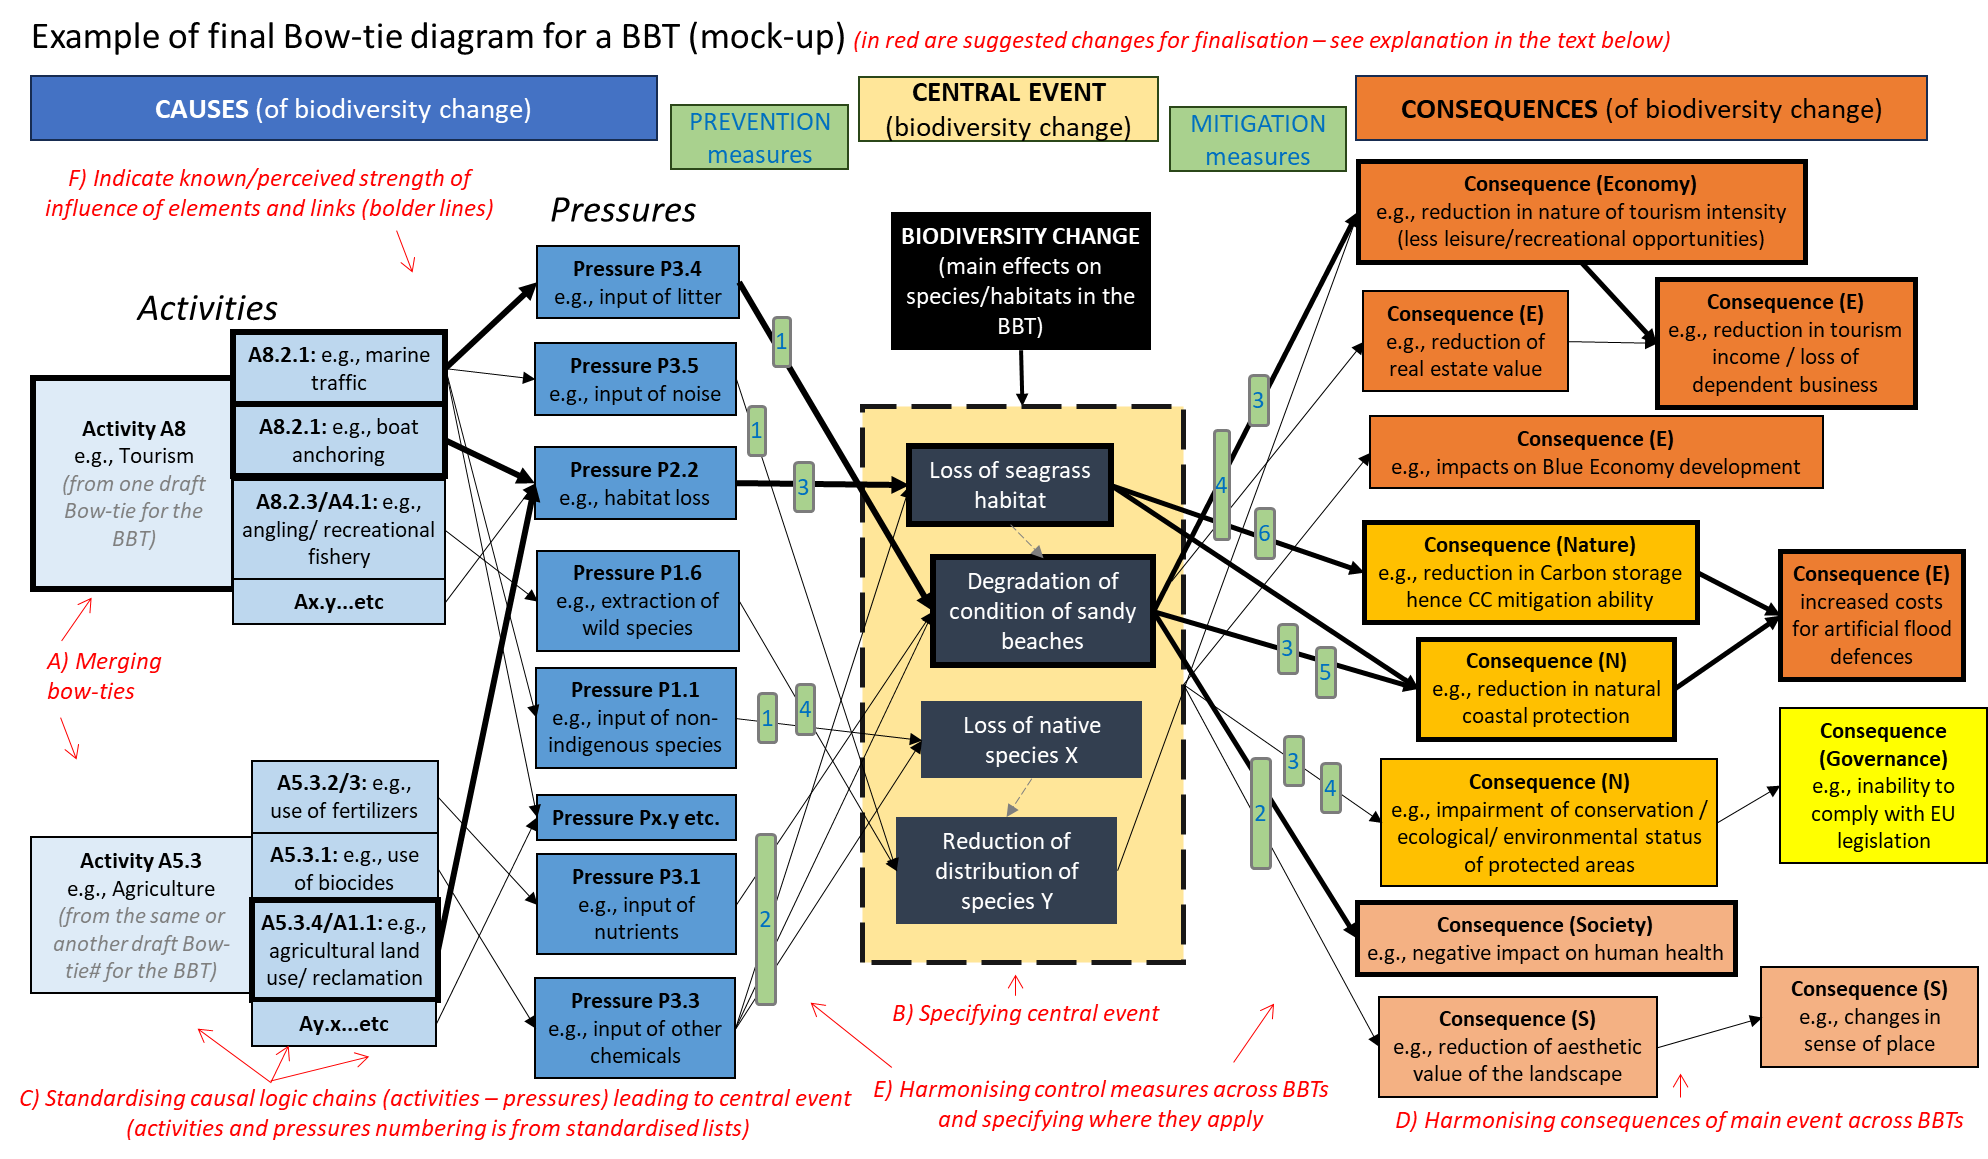 Example of final Bow-tie diagram for a BBT (mock-up) (in red are suggested changes for finalisation – see explanation in the text below)
CAUSES (of biodiversity change)
PREVENTION
measures
CENTRAL EVENT
(biodiversity change)
MITIGATION
measures
CONSEQUENCES (of biodiversity change)
F) Indicate known/perceived strength of
influence of elements and links (bolder lines)
Activities
Activity A8
e.g., Tourism
(from one draft
Bow-tie for the
BBT)
A8.2.1: e.g., marine
traffic
A8.2.1: e.g., boat
anchoring
A8.2.3/A4.1: e.g.,
angling/ recreational
fishery
Ax.y...etc
A) Merging
bow-ties
Activity A5.3
e.g., Agriculture
(from the same or
another draft Bow-
tie# for the BBT)
A5.3.2/3: e.g.,
use of fertilizers
A5.3.1: e.g., use
of biocides
A5.3.4/A1.1: e.g.,
agricultural land
use/ reclamation
Ay.x...etc
C) Standardising causal logic chains (activities – pressures) leading to central event
(activities and pressures numbering is from standardised lists)
Pressures
Pressure P3.4
e.g., input of litter
Pressure P3.5
e.g., input of noise
Pressure P2.2
e.g., habitat loss
Pressure P1.6
e.g., extraction of
wild species
Pressure P1.1
e.g., input of non-
indigenous species
Pressure Px.y etc.
Pressure P3.1
e.g., input of
nutrients
Pressure P3.3
e.g., input of other
chemicals
1
1
3
1
4
2
BIODIVERSITY CHANGE
(main effects on
species/habitats in the
BBT)
Loss of seagrass
habitat
Degradation of
condition of sandy
beaches
Loss of native
species X
Reduction of
distribution of
species Y
B) Specifying central event
E) Harmonising control measures across BBTs
and specifying where they apply
3
4
6
3
5
3
4
2
Consequence (Economy)
e.g., reduction in nature of tourism intensity
(less leisure/recreational opportunities)
Consequence (E)
e.g., reduction of
real estate value
Consequence (E)
e.g., reduction in tourism
income / loss of
dependent business
Consequence (E)
e.g., impacts on Blue Economy development
Consequence (Nature)
e.g., reduction in Carbon storage
hence CC mitigation ability
Consequence (E)
increased costs
for artificial flood
defences
Consequence (N)
e.g., reduction in natural
coastal protection
Consequence (N)
e.g., impairment of conservation /
ecological/ environmental status
of protected areas
Consequence
(Governance)
e.g., inability to
comply with EU
legislation
Consequence (Society)
e.g., negative impact on human health
Consequence (S)
e.g., reduction of aesthetic
value of the landscape
Consequence (S)
e.g., changes in
sense of place
D) Harmonising consequences of main event across BBTs